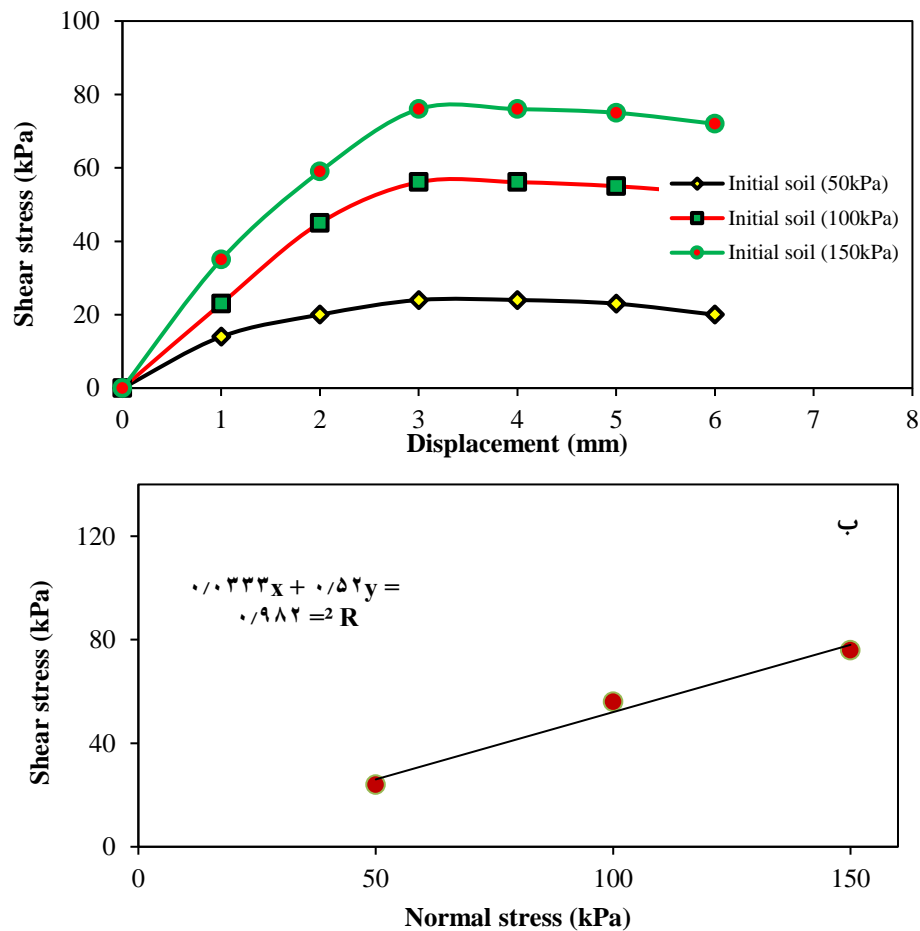 100
80
60
40
20
0
Shear stress (kPa)
0 1 2 3 4 5 6 7 8
Displacement (mm)
Initial soil (50kPa)
Initial soil (100kPa)
Initial soil (150kPa)
ب
۰/۰۳۳۳x + ۰/۵۲y =
۰/۹۸۲ =² R
120
80
40
0
Shear stress (kPa)
0 50 100 150
Normal stress (kPa)